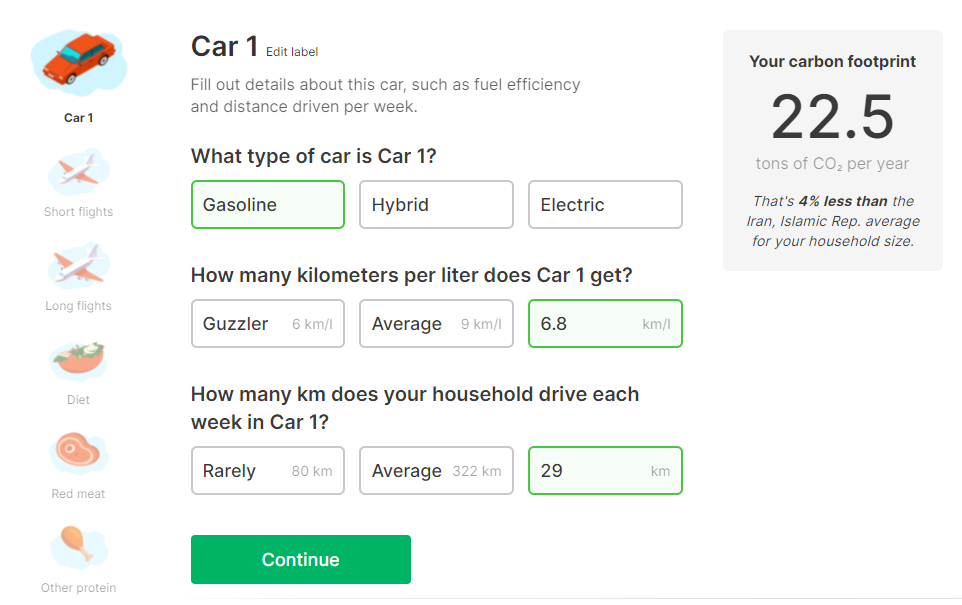 Car 1
Short flights
Long flights
Diet
Red meat
Other protein
Car 1 Edit label
Fill out details about this car, such as fuel efficiency
and distance driven per week.
What type of car is Car 1?
Gasoline Hybrid Electric
How many kilometers per liter does Car 1 get?
Guzzler 6 km/l Average 9 km/l 6.8 km/l
How many km does your household drive each
week in Car 1?
Rarely 80 km Average 322 km 29 km
Continue
Your carbon footprint
22.5
tons of CO₂ per year
That's 4% less than the
Iran, Islamic Rep. average
for your household size.